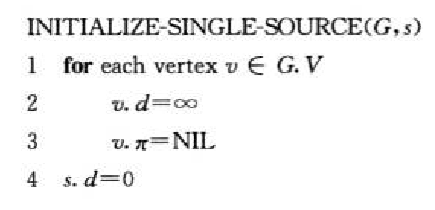 INITIALIZE-SINGLE-SOURCE(G,s)
1 for each vertex v ∈ G.V
2 v.d=∞
3 v.π=NIL
4 s.d=0